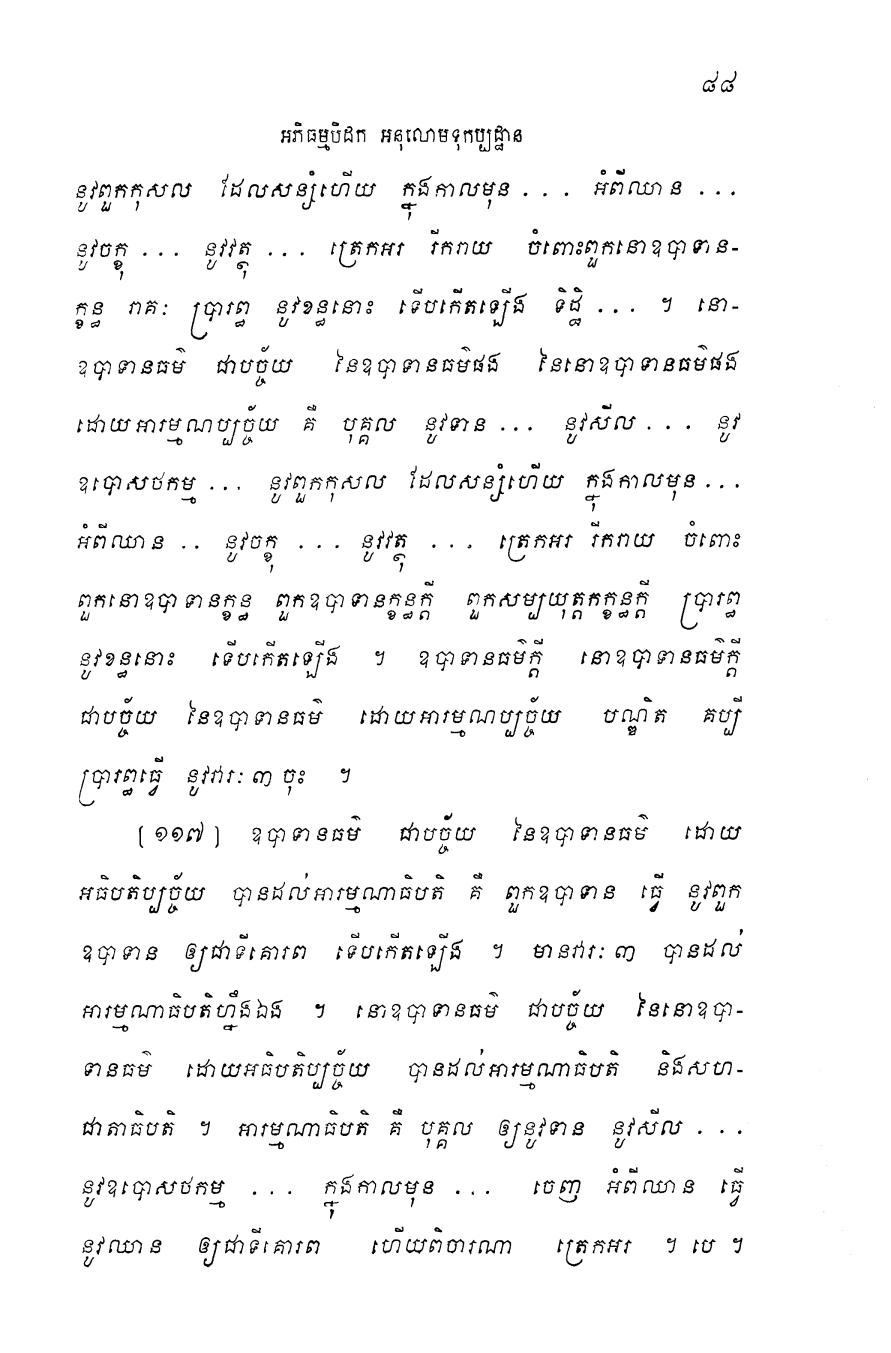 ៨៨
អភិធម្មបិដក អនុលោមទុកប្បដ្ឋាន
នូវពួកកុសល ដែលសន្សំហើយ ក្នុងកាលមុន ... អំពីឈាន ...
នូវចក្ខុ ... នូវវត្ថុ ... ត្រេកអរ រីករាយ ចំពោះពួកនោឧបាទាន-
ក្ខន្ធ រាគៈ ប្រារព្ធ នូវខន្ធនោះ ទើបកើតឡើង ទិដ្ឋិ ... ។ នោ-
ឧបាទានធម៌ ជាបច្ច័យ នៃឧបាទានធម៌ផង នៃនោឧបាទានធម៌ផង
ដោយអារម្មណប្បច្ច័យ គឺ បុគ្គល នូវទាន ... នូវសីល ... នូវ
ឧបោសថកម្ម ... នូវពួកកុសល ដែលសន្សំហើយ ក្នុងកាលមុន ...
អំពីឈាន .. នូវចក្ខុ ... នូវវត្ថុ ... ត្រេកអរ រីករាយ ចំពោះ
ពួកនោឧបាទានក្ខន្ធ ពួកឧបាទានក្ខន្ធក្តី ពួកសម្បយុត្តកក្ខន្ធក្តី ប្រារព្ធ
នូវខន្ធនោះ ទើបកើតឡើង ។ ឧបាទានធម៌ក្តី នោឧបាទានធម៌ក្តី
ជាបច្ច័យ នៃឧបាទានធម៌ ដោយអារម្មណប្បច្ច័យ បណ្ឌិត គប្បី
ប្រារព្ធធ្វើ នូវវារៈ ៣ ចុះ ។
[១១៧] ឧបាទានធម៌ ជាបច្ច័យ នៃឧបាទានធម៌ ដោយ
អធិបតិប្បច្ច័យ បានដល់អារម្មណាធិបតិ គឺ ពួកឧបាទាន ធ្វើ នូវពួក
ឧបាទាន ឲ្យជាទីគោរព ទើបកើតឡើង ។ មានវារៈ ៣ បានដល់
អារម្មណាធិបតិហ្នឹងឯង ។ នោឧបាទានធម៌ ជាបច្ច័យ នៃនោឧបា-
ទានធម៌ ដោយអធិបតិប្បច្ច័យ បានដល់អារម្មណាធិបតិ និងសហ-
ជាតាធិបតិ ។ អារម្មណាធិបតិ គឺ បុគ្គល ឲ្យនូវទាន នូវសីល ...
នូវឧបោសថកម្ម ... ក្នុងកាលមុន ... ចេញ អំពីឈាន ធ្វើ
នូវឈាន ឲ្យជាទីគោរព ហើយពិចារណា ត្រេកអរ ។ បេ ។